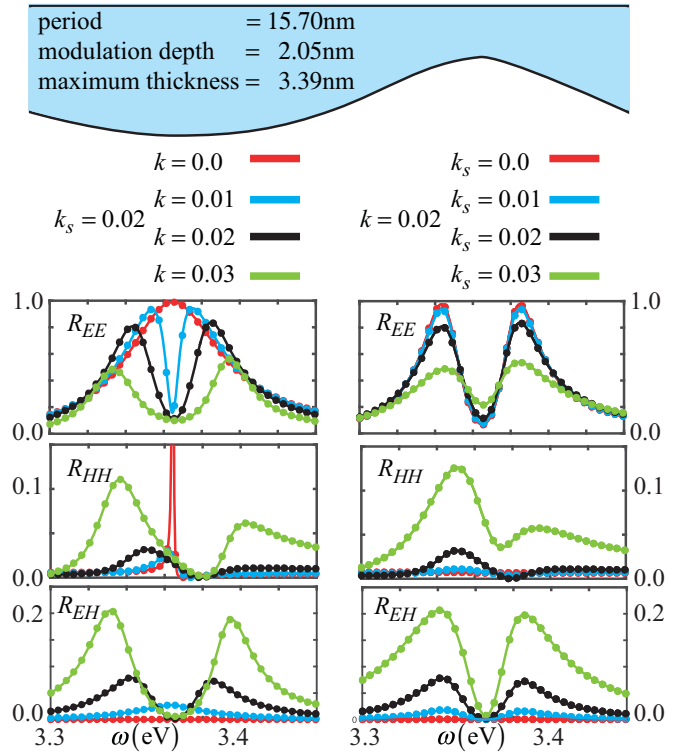 period = 15.70nm
modulation depth = 2.05nm
maximum thickness = 3.39nm
k = 0.0
k = 0.01
k_s = 0.02
k = 0.02
k = 0.03
k_s = 0.0
k_s = 0.01
k = 0.02
k_s = 0.02
k_s = 0.03
1.0
R_EE
0.0
R_EE
1.0
0.0
R_HH
0.1
0.0
R_HH
0.1
0.0
R_EH
0.2
0
3.3
ω(eV)
3.4
R_EH
0.2
0
0.0
3.3
ω(eV)
3.4